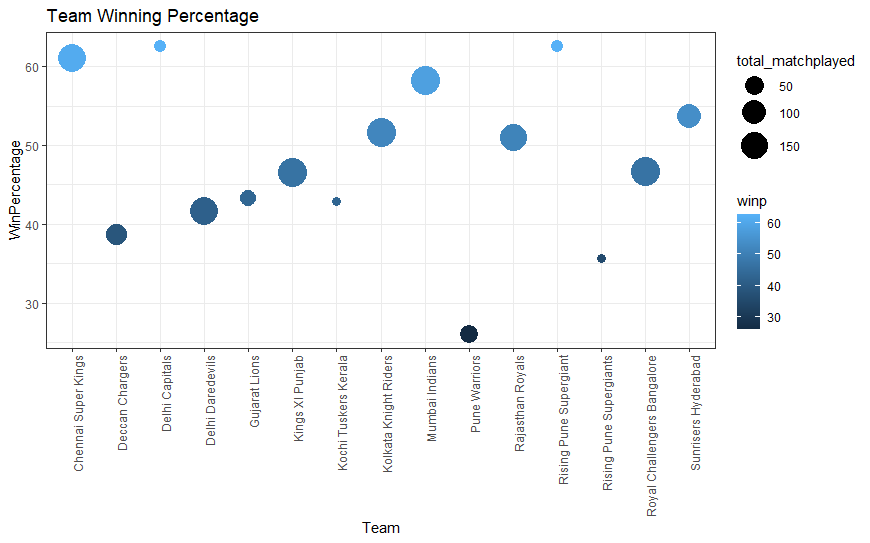 Team Winning Percentage
WinPercentage
60
50
40
30
Chennai Super Kings
Deccan Chargers
Delhi Capitals
Delhi Daredevils
Gujarat Lions
Kings XI Punjab
Kochi Tuskers Kerala
Kolkata Knight Riders
Mumbai Indians
Pune Warriors
Rajasthan Royals
Rising Pune Supergiant
Rising Pune Supergiants
Royal Challengers Bangalore
Sunrisers Hyderabad
Team
total_matchplayed
50
100
150
winp
60
50
40
30